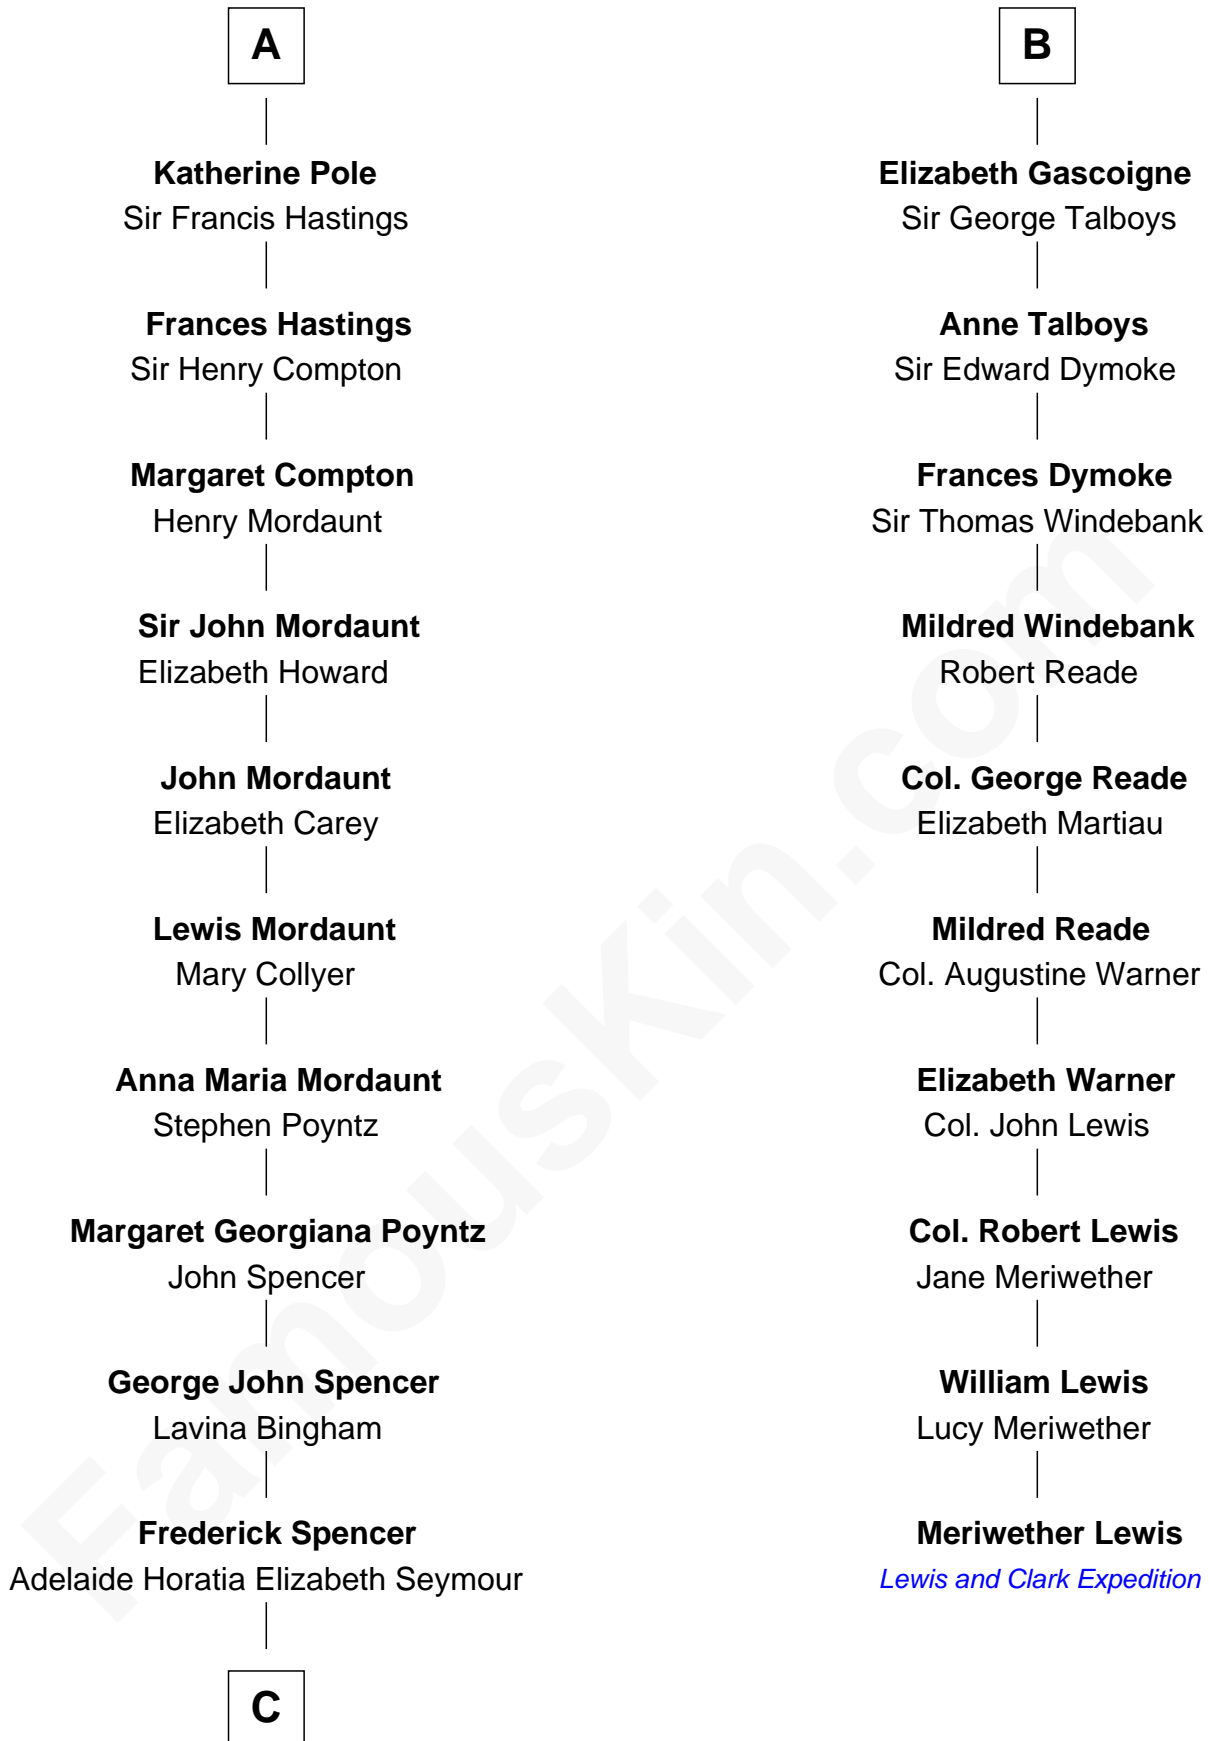 A
Katherine Pole
Sir Francis Hastings
Frances Hastings
Sir Henry Compton
Margaret Compton
Henry Mordaunt
Sir John Mordaunt
Elizabeth Howard
John Mordaunt
Elizabeth Carey
Lewis Mordaunt
Mary Collyer
Anna Maria Mordaunt
Stephen Poyntz
Margaret Georgiana Poyntz
John Spencer
George John Spencer
Lavina Bingham
Frederick Spencer
Adelaide Horatia Elizabeth Seymour
C
B
Elizabeth Gascoigne
Sir George Talboys
Anne Talboys
Sir Edward Dymoke
Frances Dymoke
Sir Thomas Windebank
Mildred Windebank
Robert Reade
Col. George Reade
Elizabeth Martiau
Mildred Reade
Col. Augustine Warner
Elizabeth Warner
Col. John Lewis
Col. Robert Lewis
Jane Meriwether
William Lewis
Lucy Meriwether
Meriwether Lewis
Lewis and Clark Expedition
FamousKin.com